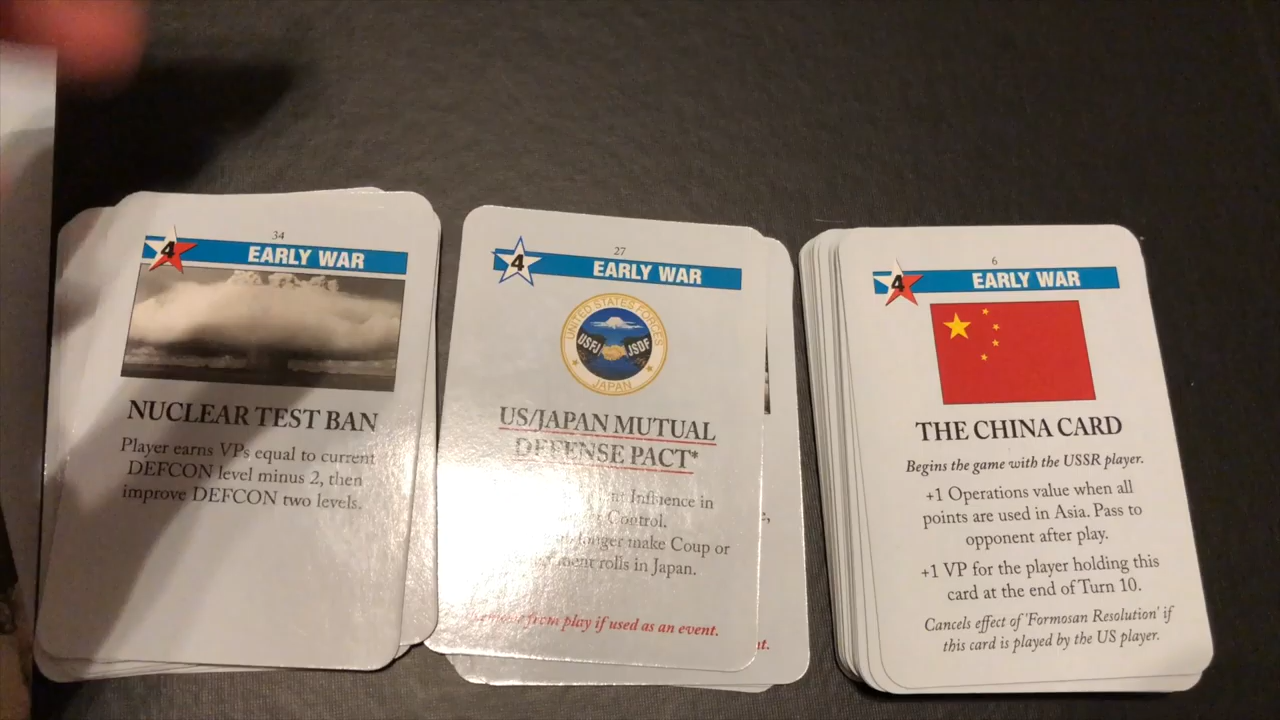 34
4
EARLY WAR
NUCLEAR TEST BAN
Player earns VPs equal to current
DEFCON level minus 2, then
improve DEFCON two levels.
27
4
EARLY WAR
UNITED STATES FORCES
USFJ JSDF
JAPAN
US/JAPAN MUTUAL
DEFENSE PACT*
Influence in
Control.
longer make Coup or
rolls in Japan.
from play if used as an event.
6
4
EARLY WAR
THE CHINA CARD
Begins the game with the USSR player.
+1 Operations value when all
points are used in Asia. Pass to
opponent after play.
+1 VP for the player holding this
card at the end of Turn 10.
Cancels effect of 'Formosan Resolution' if
this card is played by the US player.